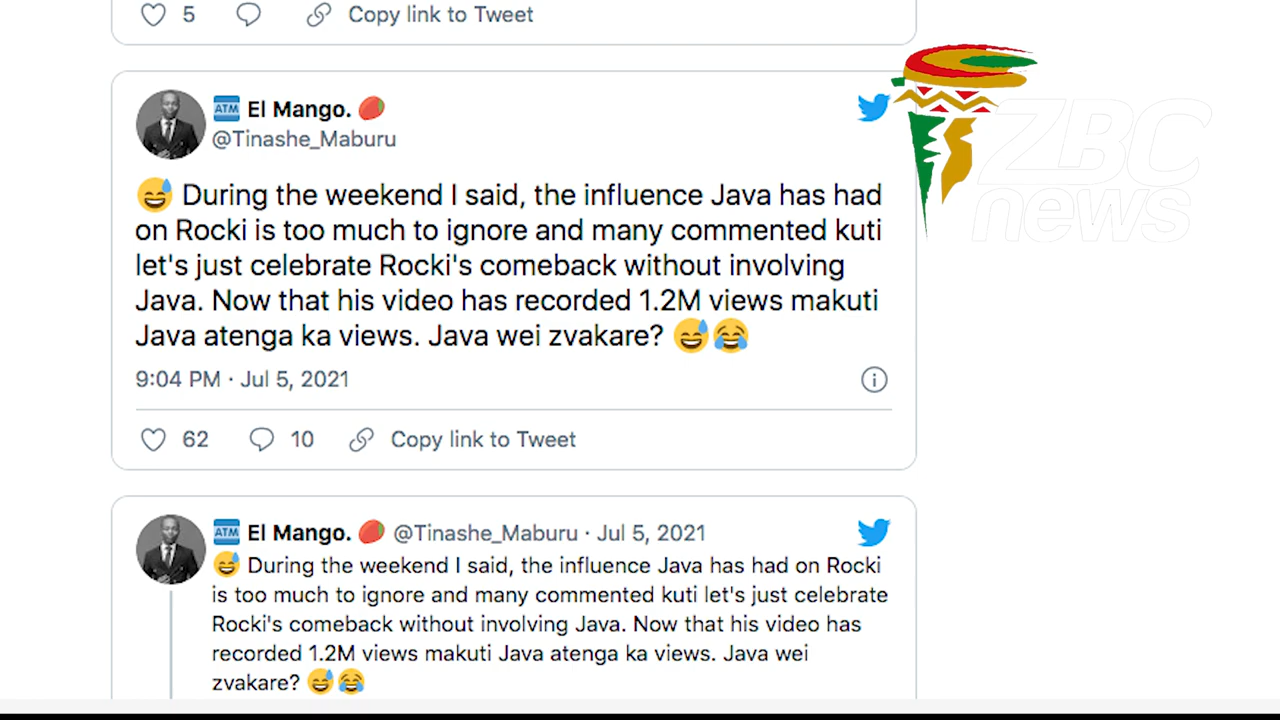 5 Copy link to Tweet
ATM El Mango.
@Tinashe_Maburu
During the weekend I said, the influence Java has had
on Rocki is too much to ignore and many commented kuti
let's just celebrate Rocki's comeback without involving
Java. Now that his video has recorded 1.2M views makuti
Java atenga ka views. Java wei zvakare?
9:04 PM · Jul 5, 2021
62 10 Copy link to Tweet
ATM El Mango. @Tinashe_Maburu · Jul 5, 2021
During the weekend I said, the influence Java has had on Rocki
is too much to ignore and many commented kuti let's just celebrate
Rocki's comeback without involving Java. Now that his video has
recorded 1.2M views makuti Java atenga ka views. Java wei
zvakare?
ZBC
news